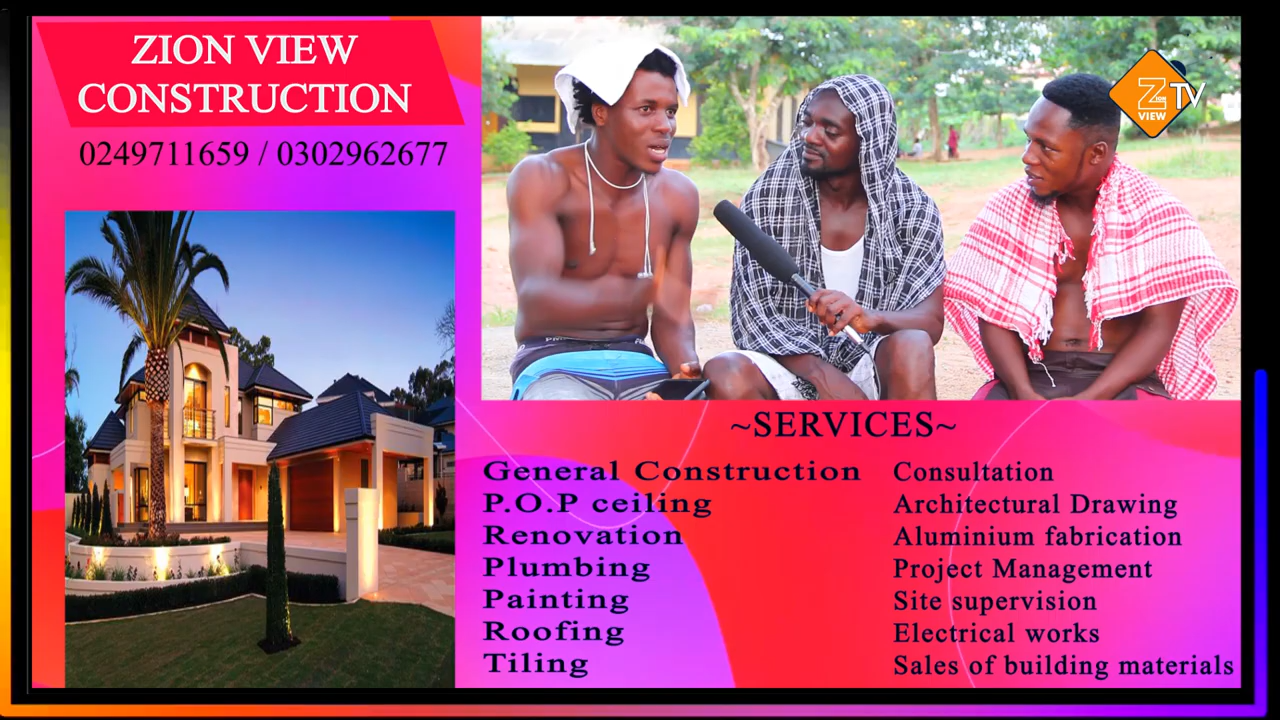 ZION VIEW
CONSTRUCTION
0249711659 / 0302962677
Z
ZION
VIEW
TV
~SERVICES~
General Construction
P.O.P ceiling
Renovation
Plumbing
Painting
Roofing
Tiling
Consultation
Architectural Drawing
Aluminium fabrication
Project Management
Site supervision
Electrical works
Sales of building materials